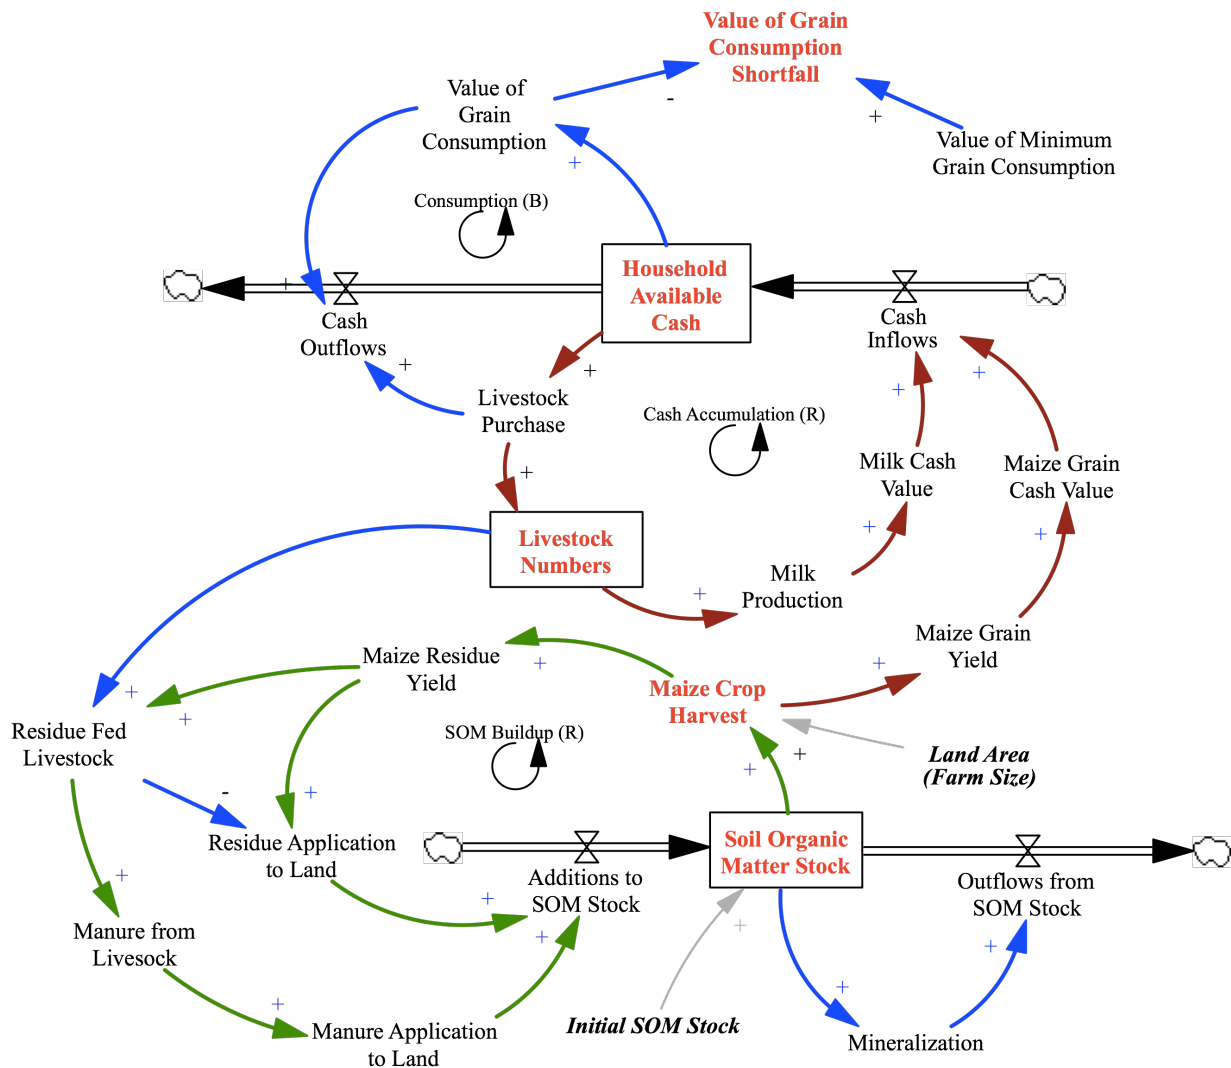 Value of Grain
Consumption
Shortfall
Value of
Grain
Consumption
-
+
Value of Minimum
Grain Consumption
+
Consumption (B)
Household
Available
Cash
+
Cash
Outflows
Cash
Inflows
+
+
+
+
Livestock
Purchase
Cash Accumulation (R)
+
Milk Cash
Value
Maize Grain
Cash Value
+
+
Livestock
Numbers
Milk
Production
+
Maize Grain
Yield
Maize Residue
Yield
+
+
Maize Crop
Harvest
+
+
Residue Fed
Livestock
SOM Buildup (R)
Land Area
(Farm Size)
+
+
-
+
Residue Application
to Land
Soil Organic
Matter Stock
Additions to
SOM Stock
Outflows from
SOM Stock
+
+
+
+
+
Manure from
Livesock
+
+
Manure Application
to Land
Initial SOM Stock
Mineralization